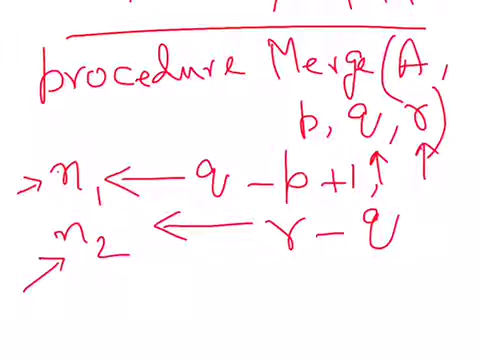 procedure Merge(A,
p, q, r)
n₁ ← q - p + 1,
n₂ ← r - q